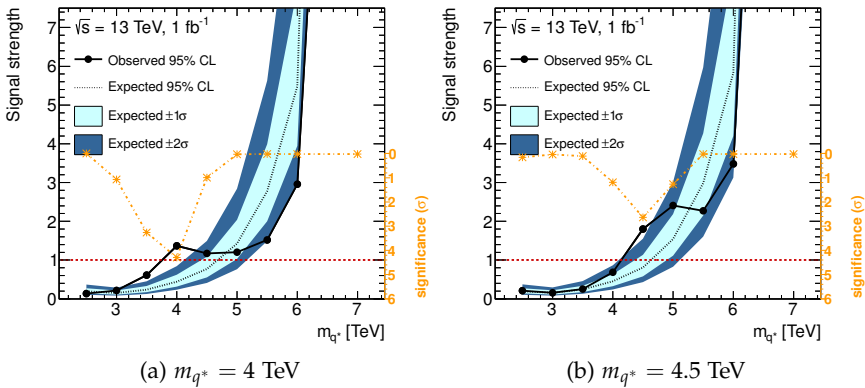 √s = 13 TeV, 1 fb⁻¹
Observed 95% CL
Expected 95% CL
Expected ±1σ
Expected ±2σ
Signal strength
7
6
5
4
3
2
1
0
0
1
2
3
4
5
6
significance (σ)
2 3 4 5 6 7
m_q* [TeV]
(a) m_q* = 4 TeV
√s = 13 TeV, 1 fb⁻¹
Observed 95% CL
Expected 95% CL
Expected ±1σ
Expected ±2σ
Signal strength
7
6
5
4
3
2
1
0
0
1
2
3
4
5
6
significance (σ)
2 3 4 5 6 7
m_q* [TeV]
(b) m_q* = 4.5 TeV